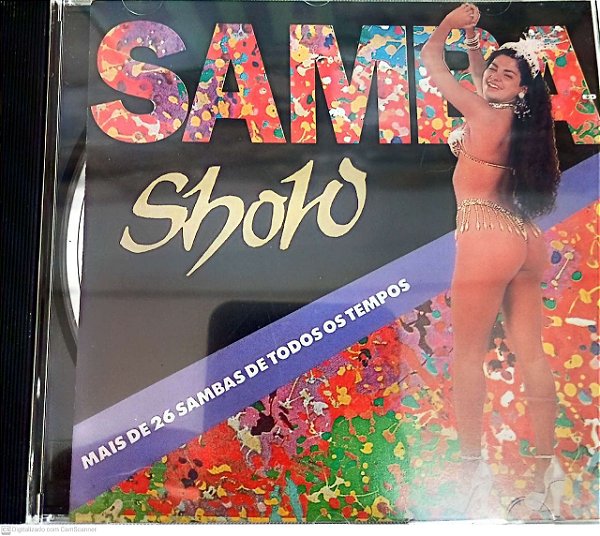 SAMBA
Show
MAIS DE 26 SAMBAS DE TODOS OS TEMPOS
Digitalizado com CamScanner